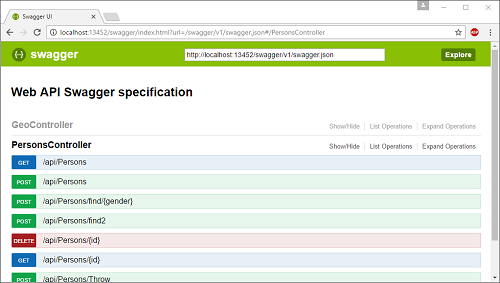 Swagger UI
localhost:13452/swagger/index.html?url=/swagger/v1/swagger.json#/PersonsController
ABP
swagger
http://localhost:13452/swagger/v1/swagger.json
Explore
Web API Swagger specification
GeoController
Show/Hide
List Operations
Expand Operations
PersonsController
Show/Hide
List Operations
Expand Operations
GET /api/Persons
POST /api/Persons
POST /api/Persons/find/{gender}
POST /api/Persons/find2
DELETE /api/Persons/{id}
GET /api/Persons/{id}
POST /api/Persons/Throw